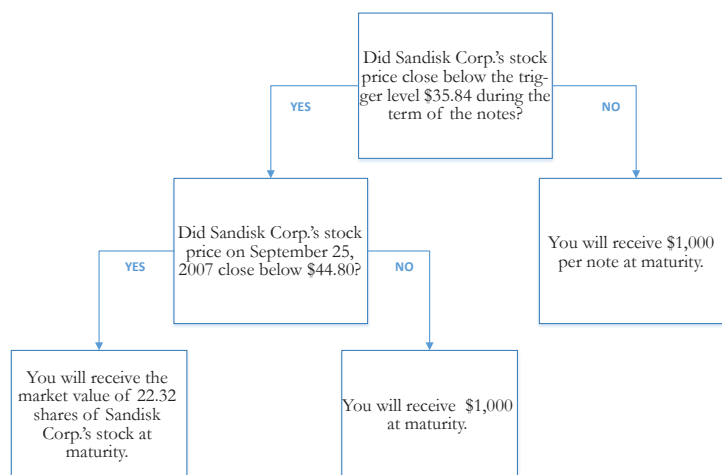 Did Sandisk Corp.'s stock
price close below the trig-
ger level $35.84 during the
term of the notes?
YES
NO
Did Sandisk Corp.'s stock
price on September 25,
2007 close below $44.80?
You will receive $1,000
per note at maturity.
YES
NO
You will receive the
market value of 22.32
shares of Sandisk
Corp.'s stock at
maturity.
You will receive $1,000
at maturity.